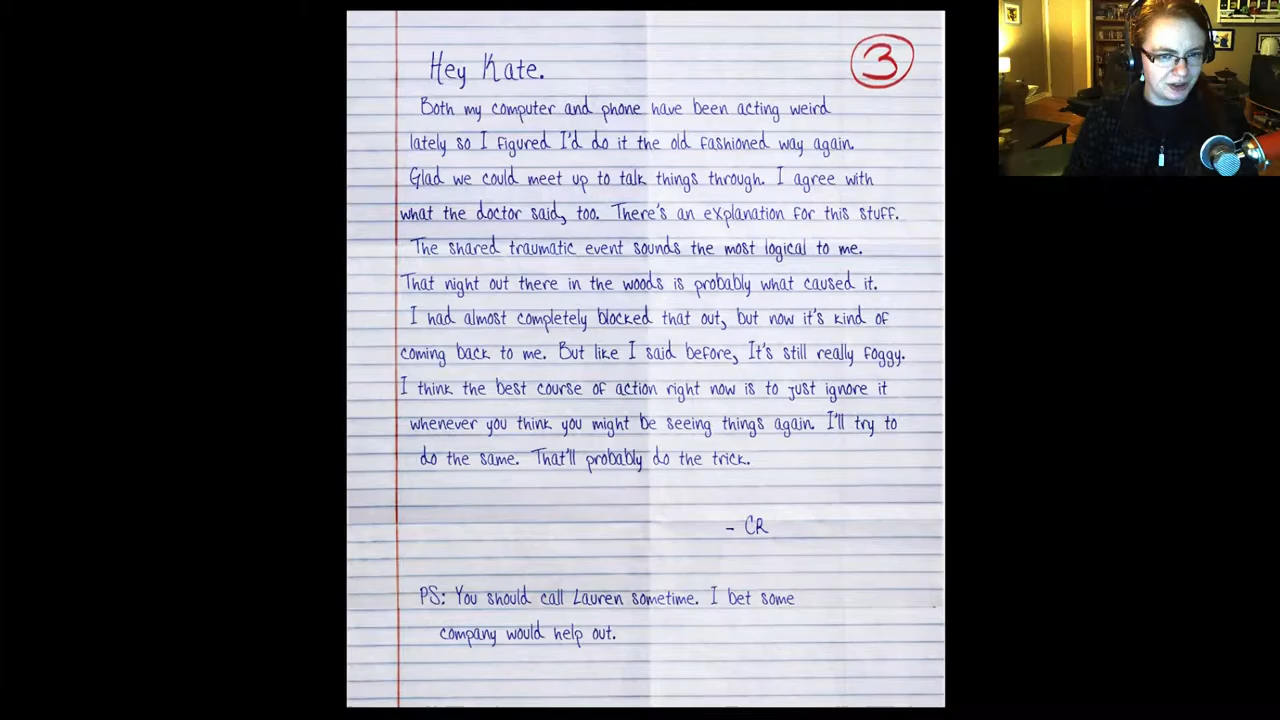 3
Hey Kate.
Both my computer and phone have been acting weird
lately so I figured I'd do it the old fashioned way again.
Glad we could meet up to talk things through. I agree with
what the doctor said, too. There's an explanation for this stuff.
The shared traumatic event sounds the most logical to me.
That night out there in the woods is probably what caused it.
I had almost completely blocked that out, but now it's kind of
coming back to me. But like I said before, It's still really foggy.
I think the best course of action right now is to just ignore it
whenever you think you might be seeing things again. I'll try to
do the same. That'll probably do the trick.
- CR
PS: You should call Lauren sometime. I bet some
company would help out.